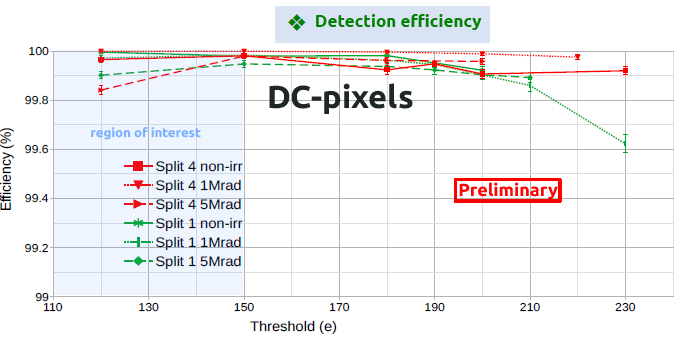 ❖ Detection efficiency
100
99.8
99.6
99.4
99.2
99
Efficiency (%)
DC-pixels
region of interest
Preliminary
Split 4 non-irr
Split 4 1Mrad
Split 4 5Mrad
Split 1 non-irr
Split 1 1Mrad
Split 1 5Mrad
110 130 150 170 190 210 230
Threshold (e)